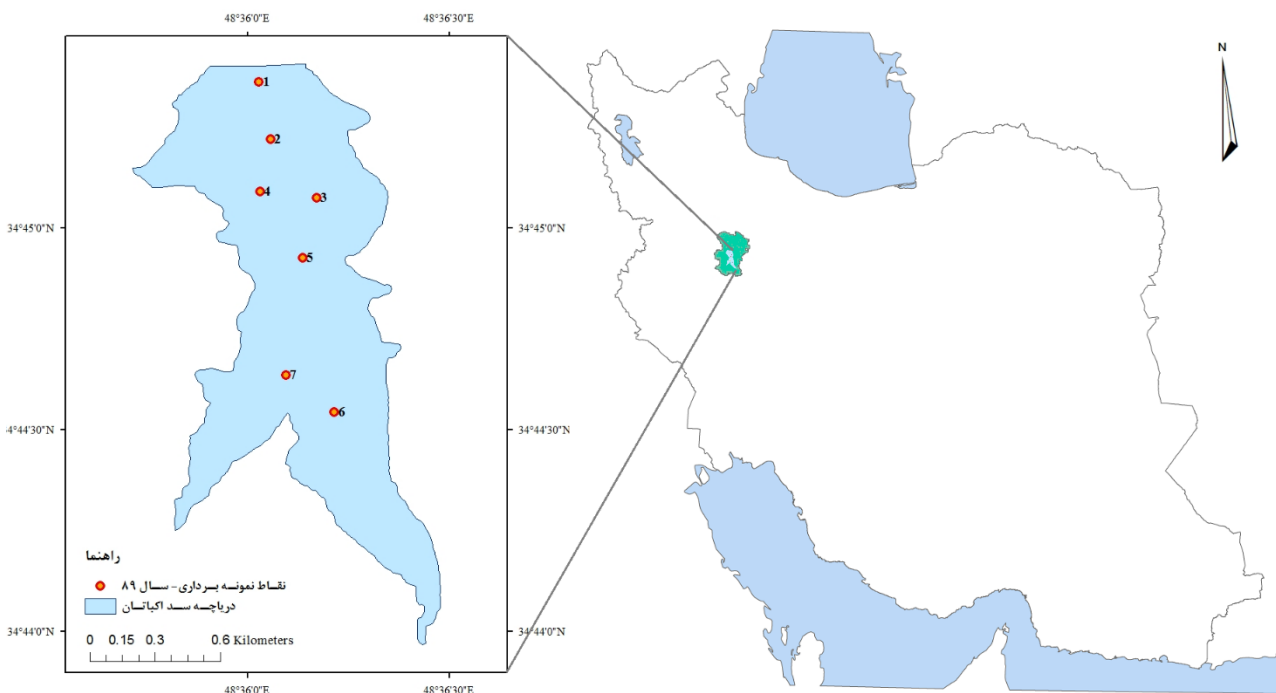 48°36'0"E 48°36'30"E
N
1
2
4
3
34°45'0"N 34°45'0"N
5
7
6
34°44'30"N 34°44'30"N
راهنما
نقاط نمونه برداری- سال ۸۹
دریاچه سد اکباتان
34°44'0"N 34°44'0"N
0 0.15 0.3 0.6 Kilometers
48°36'0"E 48°36'30"E